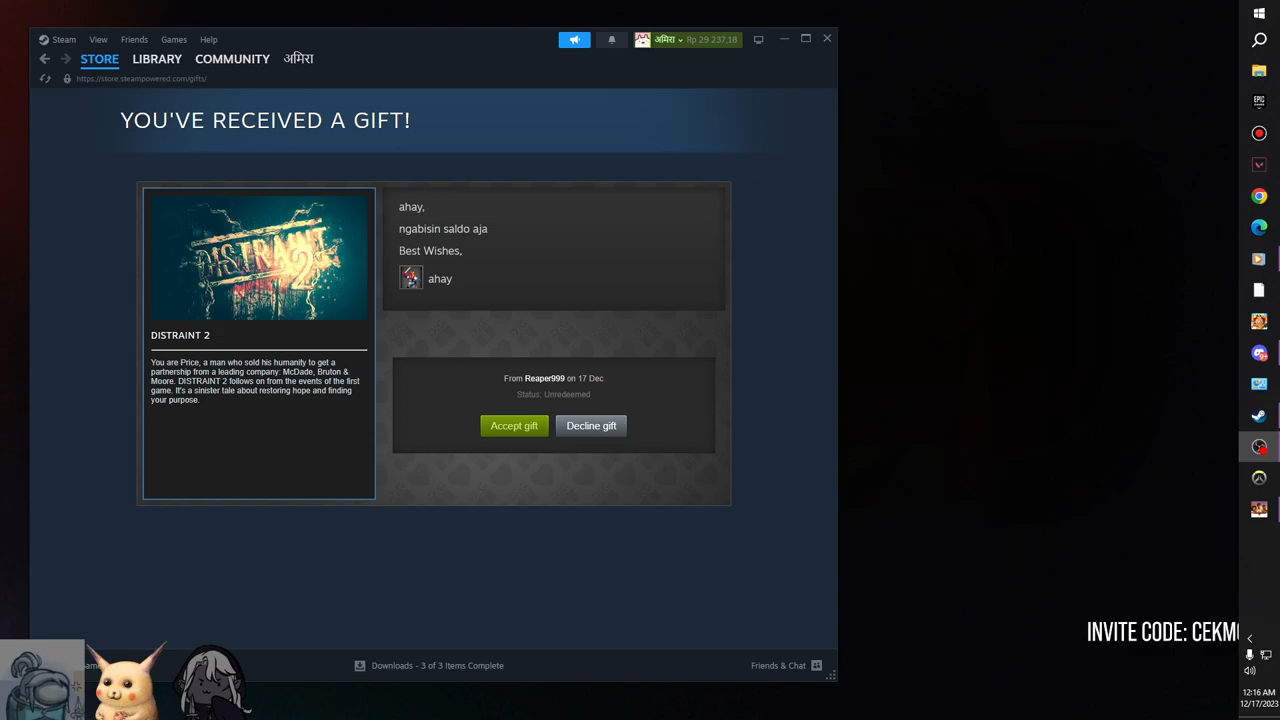 Steam View Friends Games Help
अमिरा Rp 29 237,18
STORE LIBRARY COMMUNITY अमिरा
https://store.steampowered.com/gifts/
YOU'VE RECEIVED A GIFT!
DISTRAINT 2
DISTRAINT 2
You are Price, a man who sold his humanity to get a
partnership from a leading company: McDade, Bruton &
Moore. DISTRAINT 2 follows on from the events of the first
game. It's a sinister tale about restoring hope and finding
your purpose.
ahay,
ngabisin saldo aja
Best Wishes,
ahay
From Reaper999 on 17 Dec
Status: Unredeemed
Accept gift Decline gift
Downloads - 3 of 3 Items Complete
Friends & Chat
EPIC
GAMES
INVITE CODE: CEKM
12:16 AM
12/17/2023